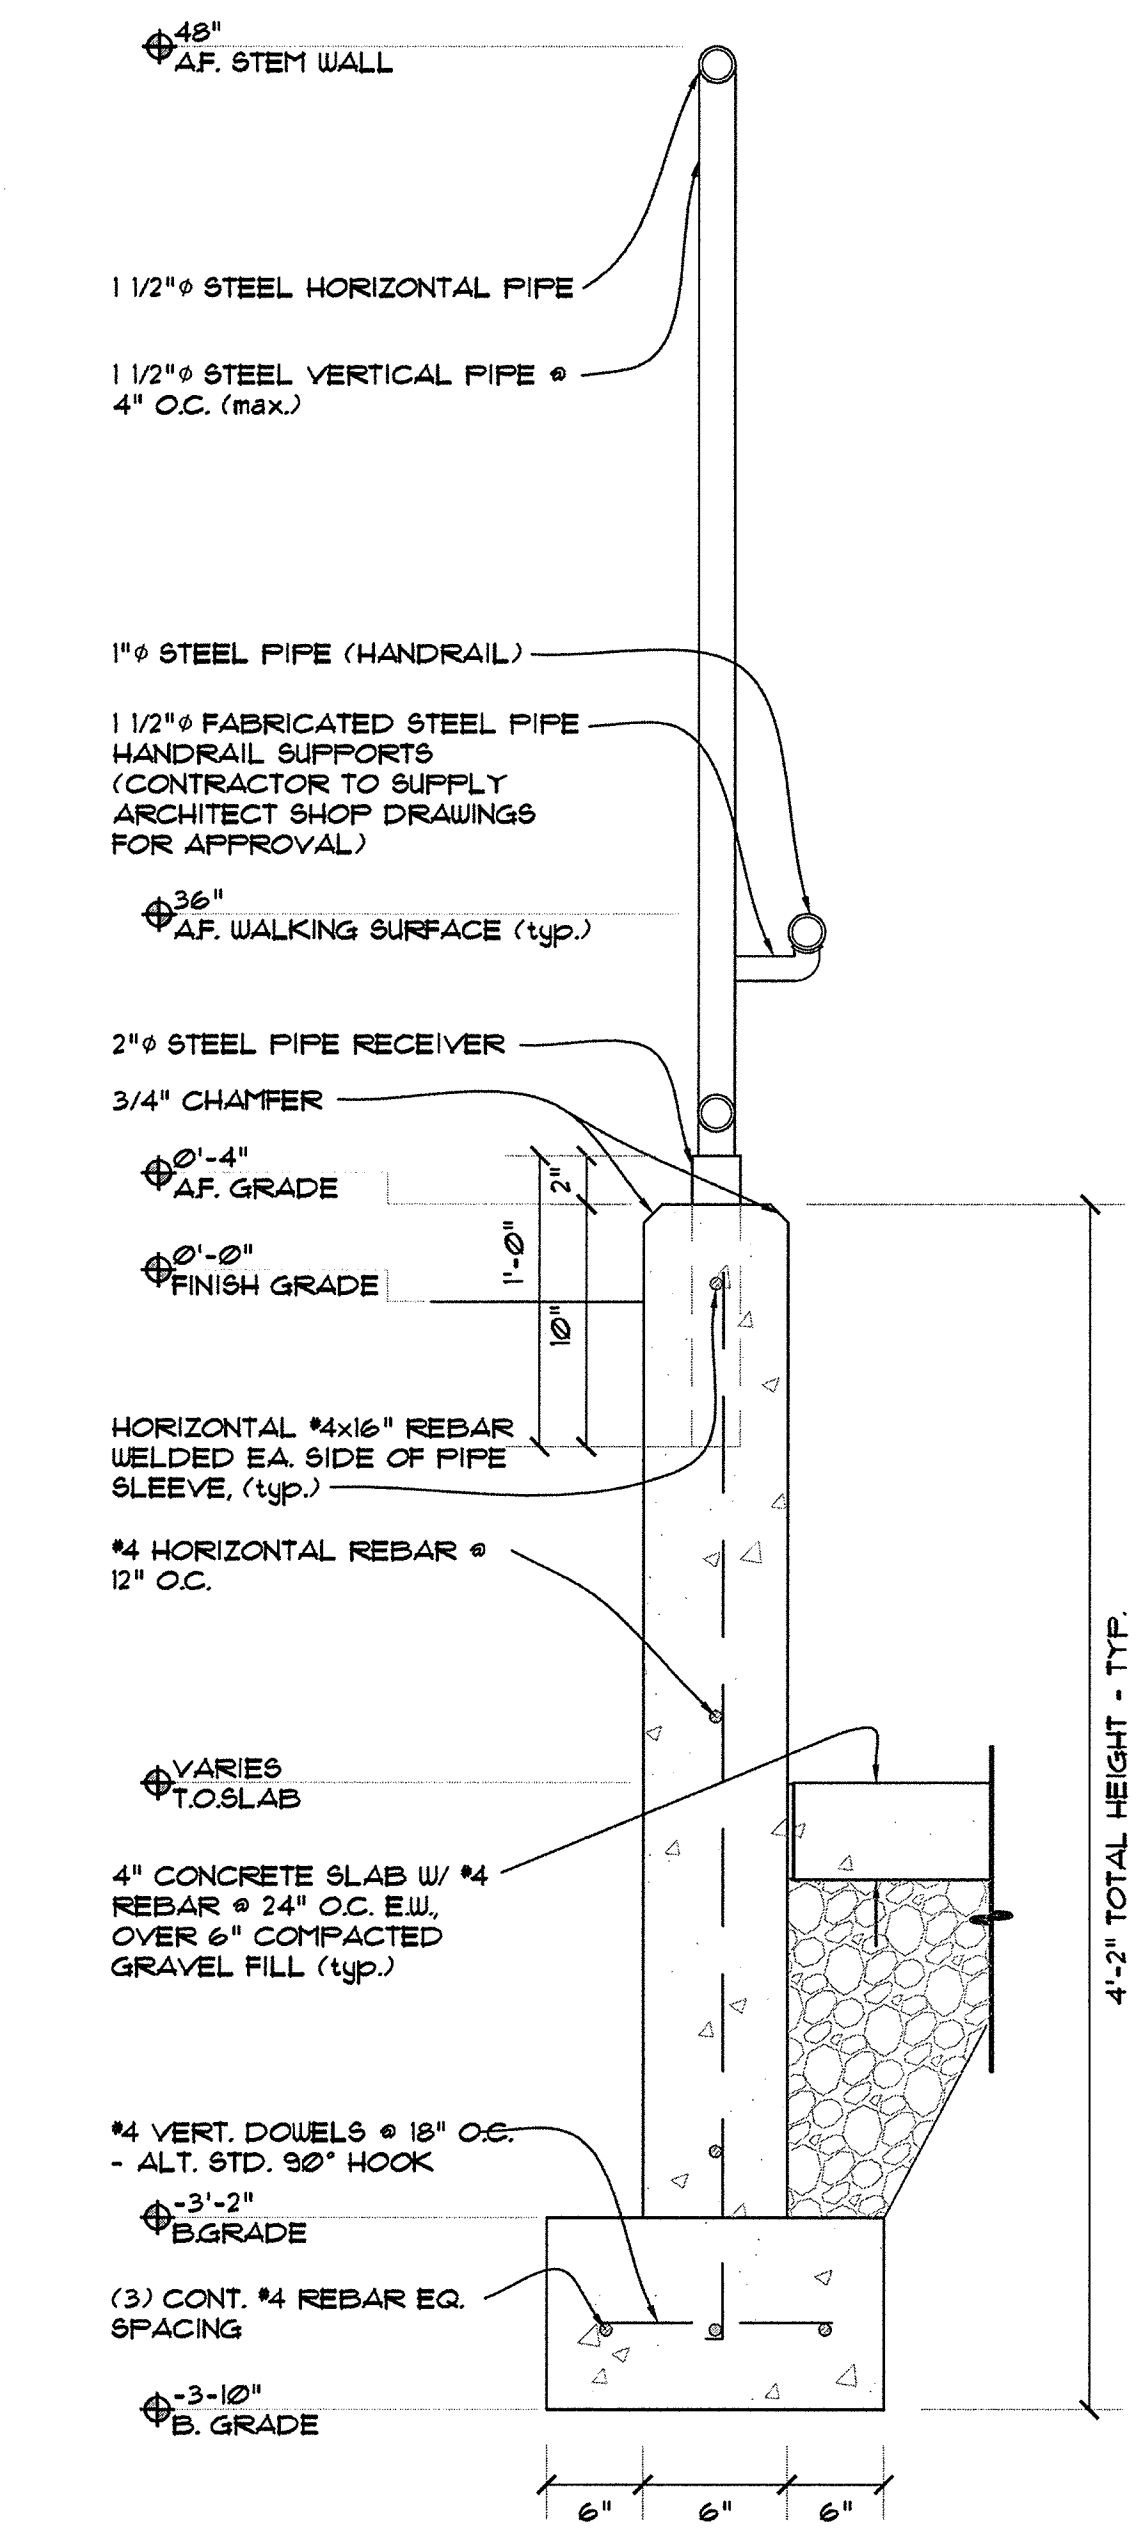 48"
A.F. STEM WALL
1 1/2"ø STEEL HORIZONTAL PIPE
1 1/2"ø STEEL VERTICAL PIPE @
4" O.C. (max.)
1"ø STEEL PIPE (HANDRAIL)
1 1/2"ø FABRICATED STEEL PIPE
HANDRAIL SUPPORTS
(CONTRACTOR TO SUPPLY
ARCHITECT SHOP DRAWINGS
FOR APPROVAL)
36"
A.F. WALKING SURFACE (typ.)
2"ø STEEL PIPE RECEIVER
3/4" CHAMFER
0'-4"
A.F. GRADE
0'-0"
FINISH GRADE
2"
1'-0"
10"
HORIZONTAL #4x16" REBAR
WELDED EA. SIDE OF PIPE
SLEEVE, (typ.)
#4 HORIZONTAL REBAR @
12" O.C.
VARIES
T.O.SLAB
4" CONCRETE SLAB W/ #4
REBAR @ 24" O.C. E.W.,
OVER 6" COMPACTED
GRAVEL FILL (typ.)
4'-2" TOTAL HEIGHT - TYP.
#4 VERT. DOWELS @ 18" O.C.
- ALT. STD. 90° HOOK
-3'-2"
B.GRADE
(3) CONT. #4 REBAR EQ.
SPACING
-3-10"
B. GRADE
6" 6" 6"